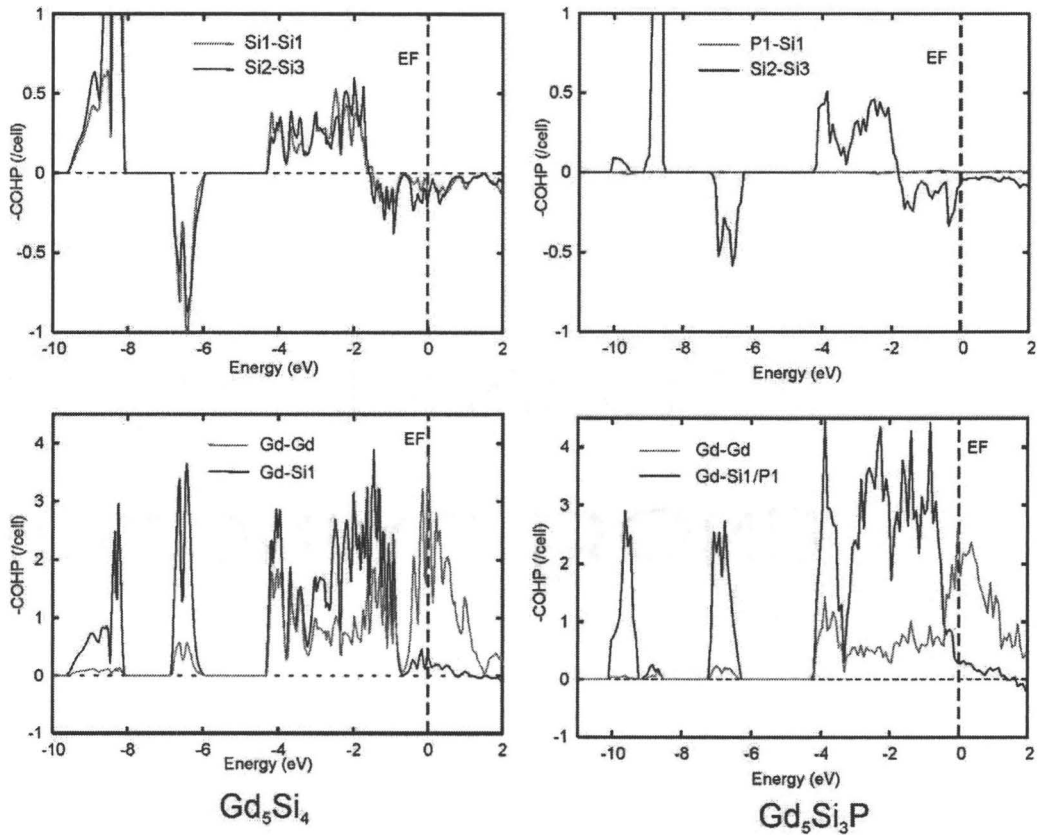 1
0.5
0
-0.5
-1
-COHP (/cell)
Si1-Si1
Si2-Si3
EF
-10
-8
-6
-4
-2
0
2
Energy (eV)
1
0.5
0
-0.5
-1
-COHP (/cell)
P1-Si1
Si2-Si3
EF
-10
-8
-6
-4
-2
0
2
Energy (eV)
4
3
2
1
0
-1
-COHP (/cell)
Gd-Gd
Gd-Si1
EF
-10
-8
-6
-4
-2
0
2
Energy (eV)
4
3
2
1
0
-1
-COHP (/cell)
Gd-Gd
Gd-Si1/P1
EF
-10
-8
-6
-4
-2
0
2
Energy (eV)
Gd₅Si₄
Gd₅Si₃P